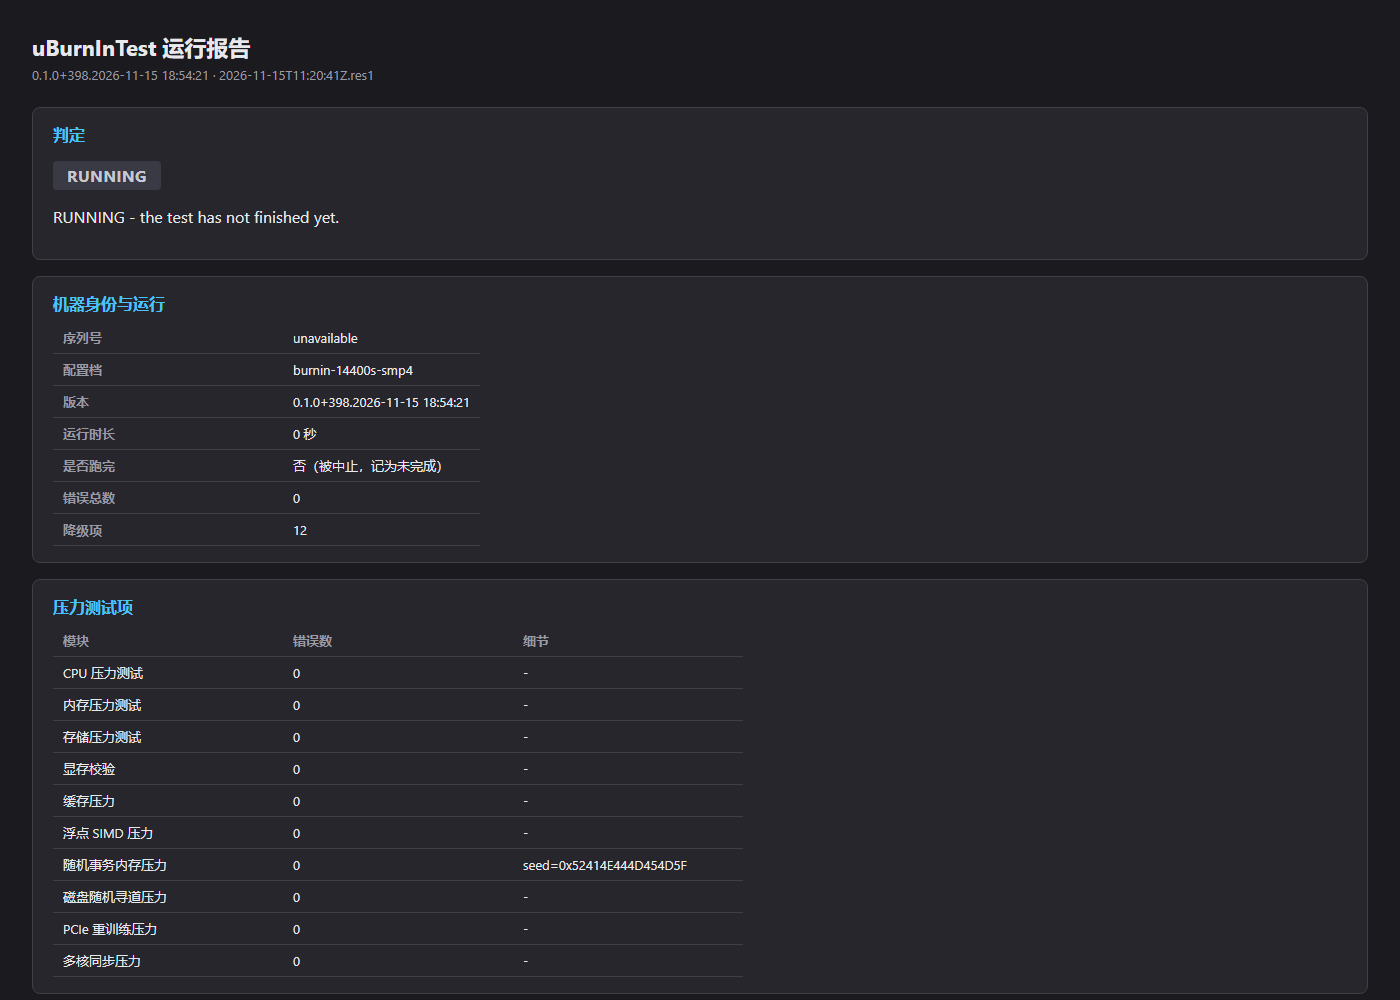 uBurnInTest 运行报告
0.1.0+398.2026-11-15 18:54:21 · 2026-11-15T11:20:41Z.res1
判定
RUNNING
RUNNING - the test has not finished yet.
机器身份与运行
序列号 unavailable
配置档 burnin-14400s-smp4
版本 0.1.0+398.2026-11-15 18:54:21
运行时长 0 秒
是否跑完 否（被中止，记为未完成）
错误总数 0
降级项 12
压力测试项
模块 错误数 细节
CPU 压力测试 0 -
内存压力测试 0 -
存储压力测试 0 -
显存校验 0 -
缓存压力 0 -
浮点 SIMD 压力 0 -
随机事务内存压力 0 seed=0x52414E444D454D5F
磁盘随机寻道压力 0 -
PCIe 重训练压力 0 -
多核同步压力 0 -